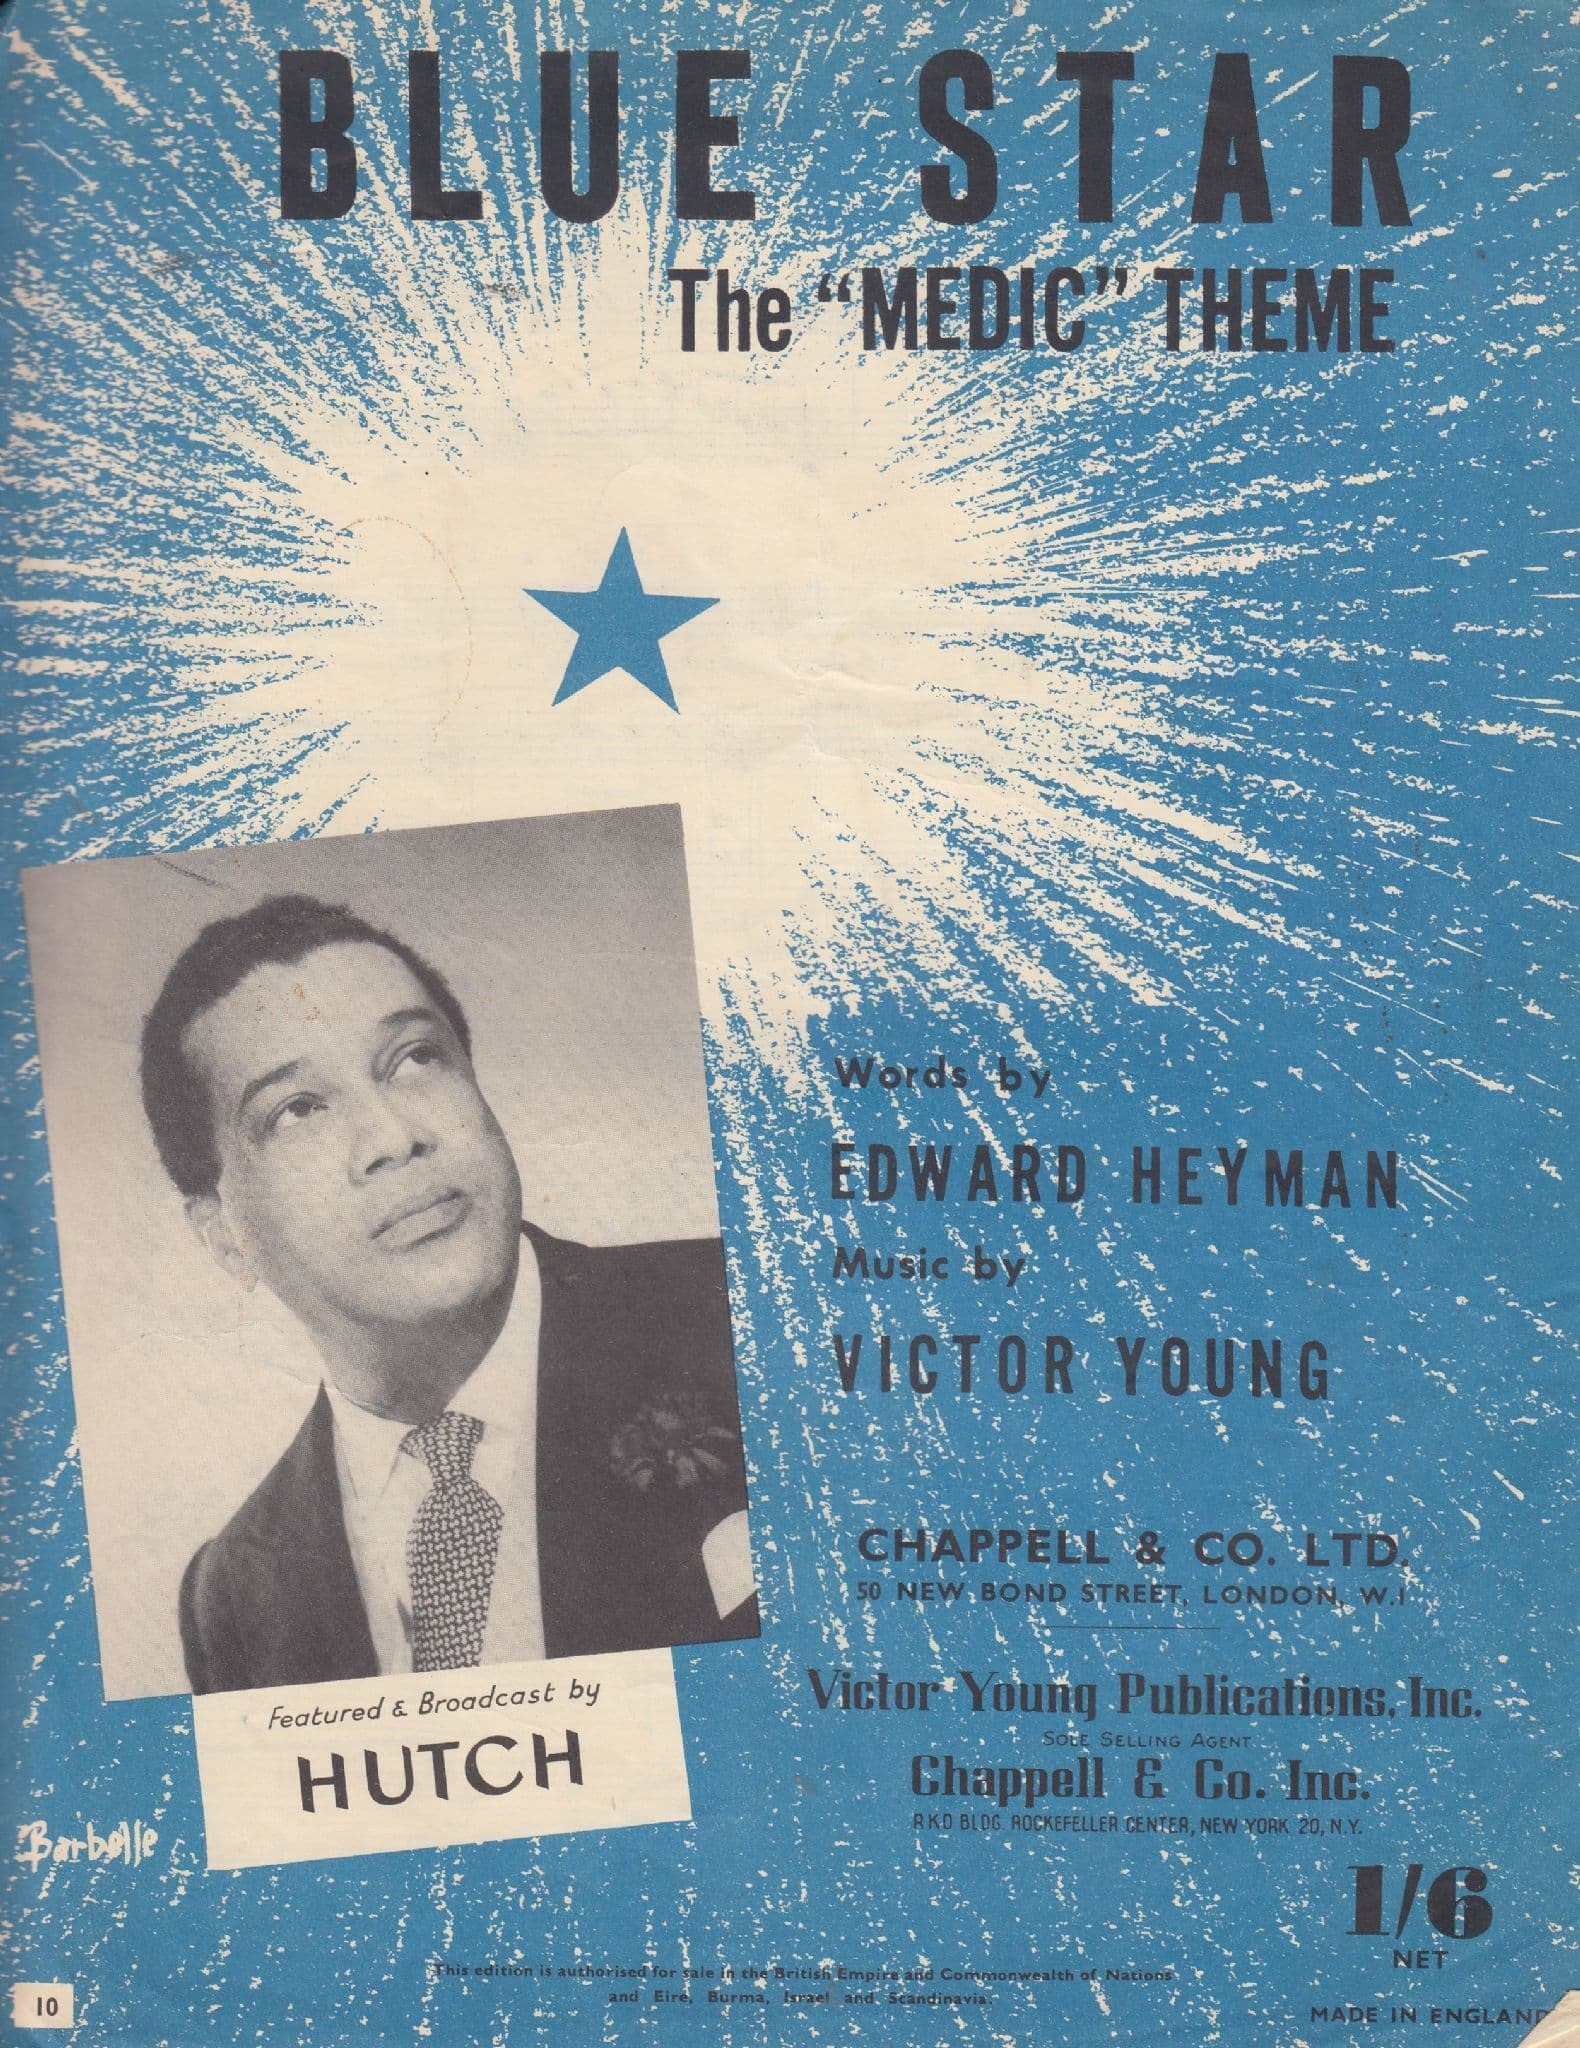 BLUE STAR
The "MEDIC" THEME
Words by
EDWARD HEYMAN
Music by
VICTOR YOUNG
CHAPPELL & CO. LTD.
50 NEW BOND STREET, LONDON, W.1
Victor Young Publications, Inc.
SOLE SELLING AGENT
Chappell & Co. Inc.
RKO BLDG. ROCKEFELLER CENTER, NEW YORK 20, N.Y.
Featured & Broadcast by
HUTCH
Barbelle
1/6
NET
This edition is authorised for sale in the British Empire and Commonwealth of Nations
and Eire, Burma, Israel and Scandinavia.
10
MADE IN ENGLAND